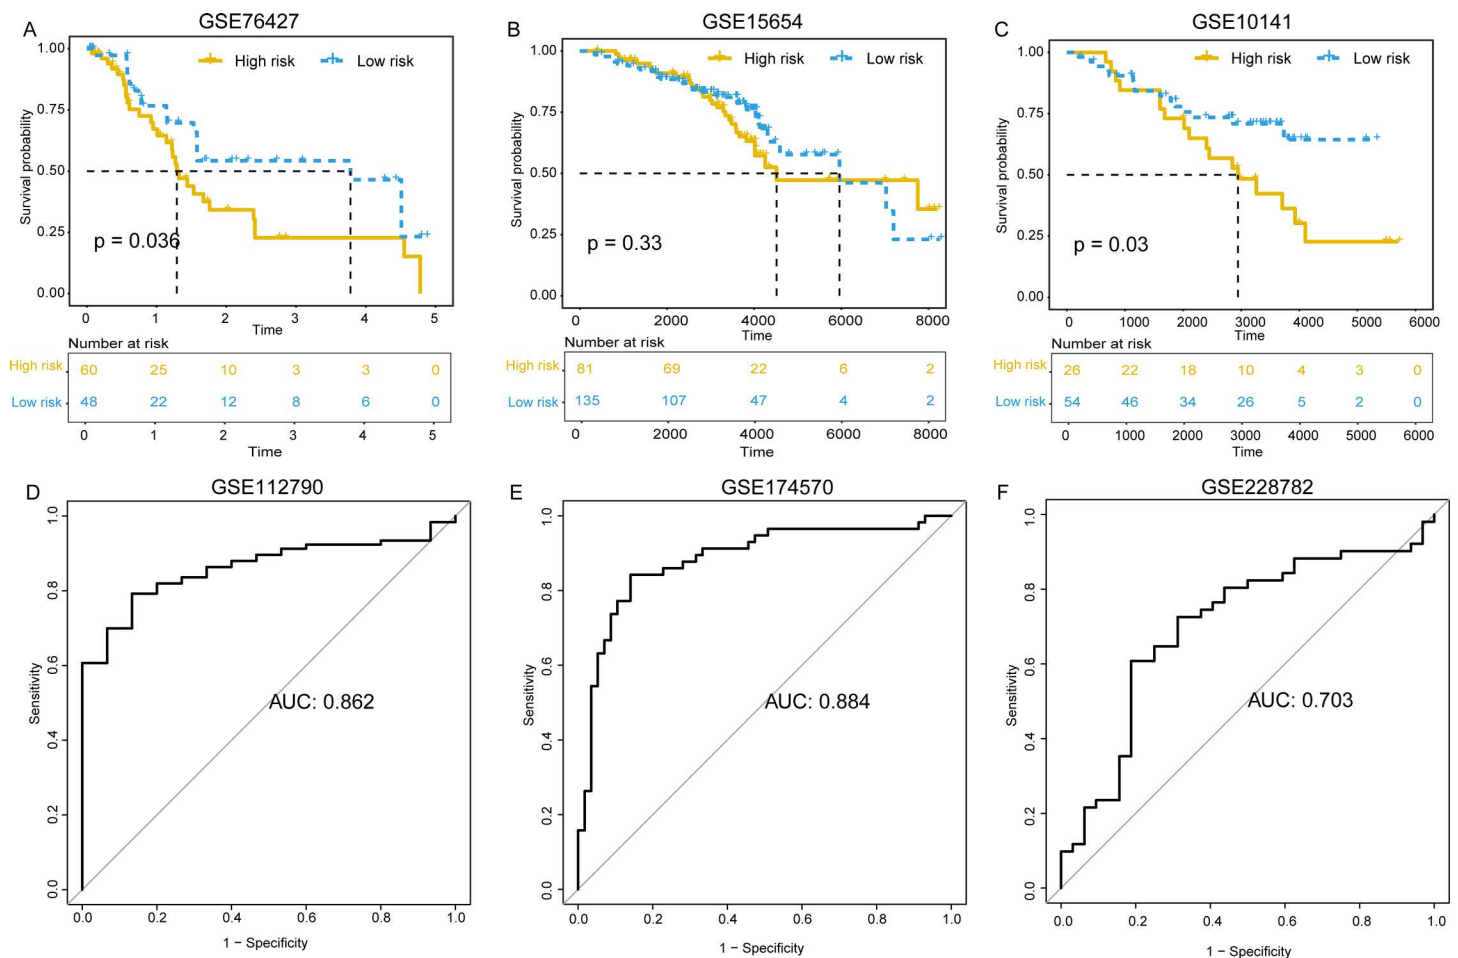 A
GSE76427
High risk
Low risk
Survival probability
1.00
0.75
0.50
0.25
0.00
p = 0.036
0 1 2 3 4 5
Time
Number at risk
High risk 60 25 10 3 3 0
Low risk 48 22 12 8 6 0
0 1 2 3 4 5
Time
B
GSE15654
High risk
Low risk
Survival probability
1.00
0.75
0.50
0.25
0.00
p = 0.33
0 2000 4000 6000 8000
Time
Number at risk
High risk 81 69 22 6 2
Low risk 135 107 47 4 2
0 2000 4000 6000 8000
Time
C
GSE10141
High risk
Low risk
Survival probability
1.00
0.75
0.50
0.25
0.00
p = 0.03
0 1000 2000 3000 4000 5000 6000
Time
Number at risk
High risk 26 22 18 10 4 3 0
Low risk 54 46 34 26 5 2 0
0 1000 2000 3000 4000 5000 6000
Time
D
GSE112790
Sensitivity
1.0
0.8
0.6
0.4
0.2
0.0
AUC: 0.862
0.0 0.2 0.4 0.6 0.8 1.0
1 − Specificity
E
GSE174570
Sensitivity
1.0
0.8
0.6
0.4
0.2
0.0
AUC: 0.884
0.0 0.2 0.4 0.6 0.8 1.0
1 − Specificity
F
GSE228782
Sensitivity
1.0
0.8
0.6
0.4
0.2
0.0
AUC: 0.703
0.0 0.2 0.4 0.6 0.8 1.0
1 − Specificity